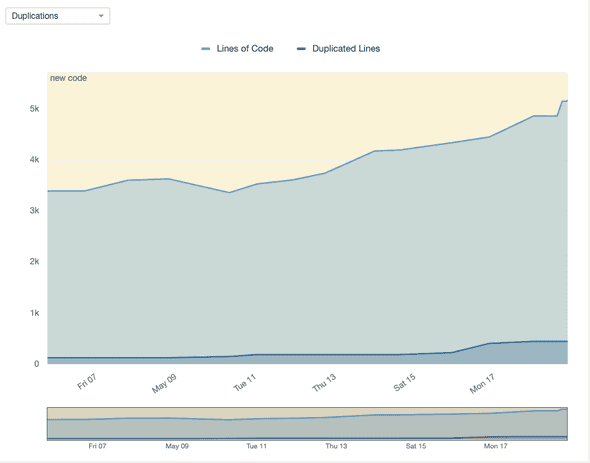 Duplications
Lines of Code Duplicated Lines
new code
5k
4k
3k
2k
1k
0
Fri 07 May 09 Tue 11 Thu 13 Sat 15 Mon 17
Fri 07 May 09 Tue 11 Thu 13 Sat 15 Mon 17